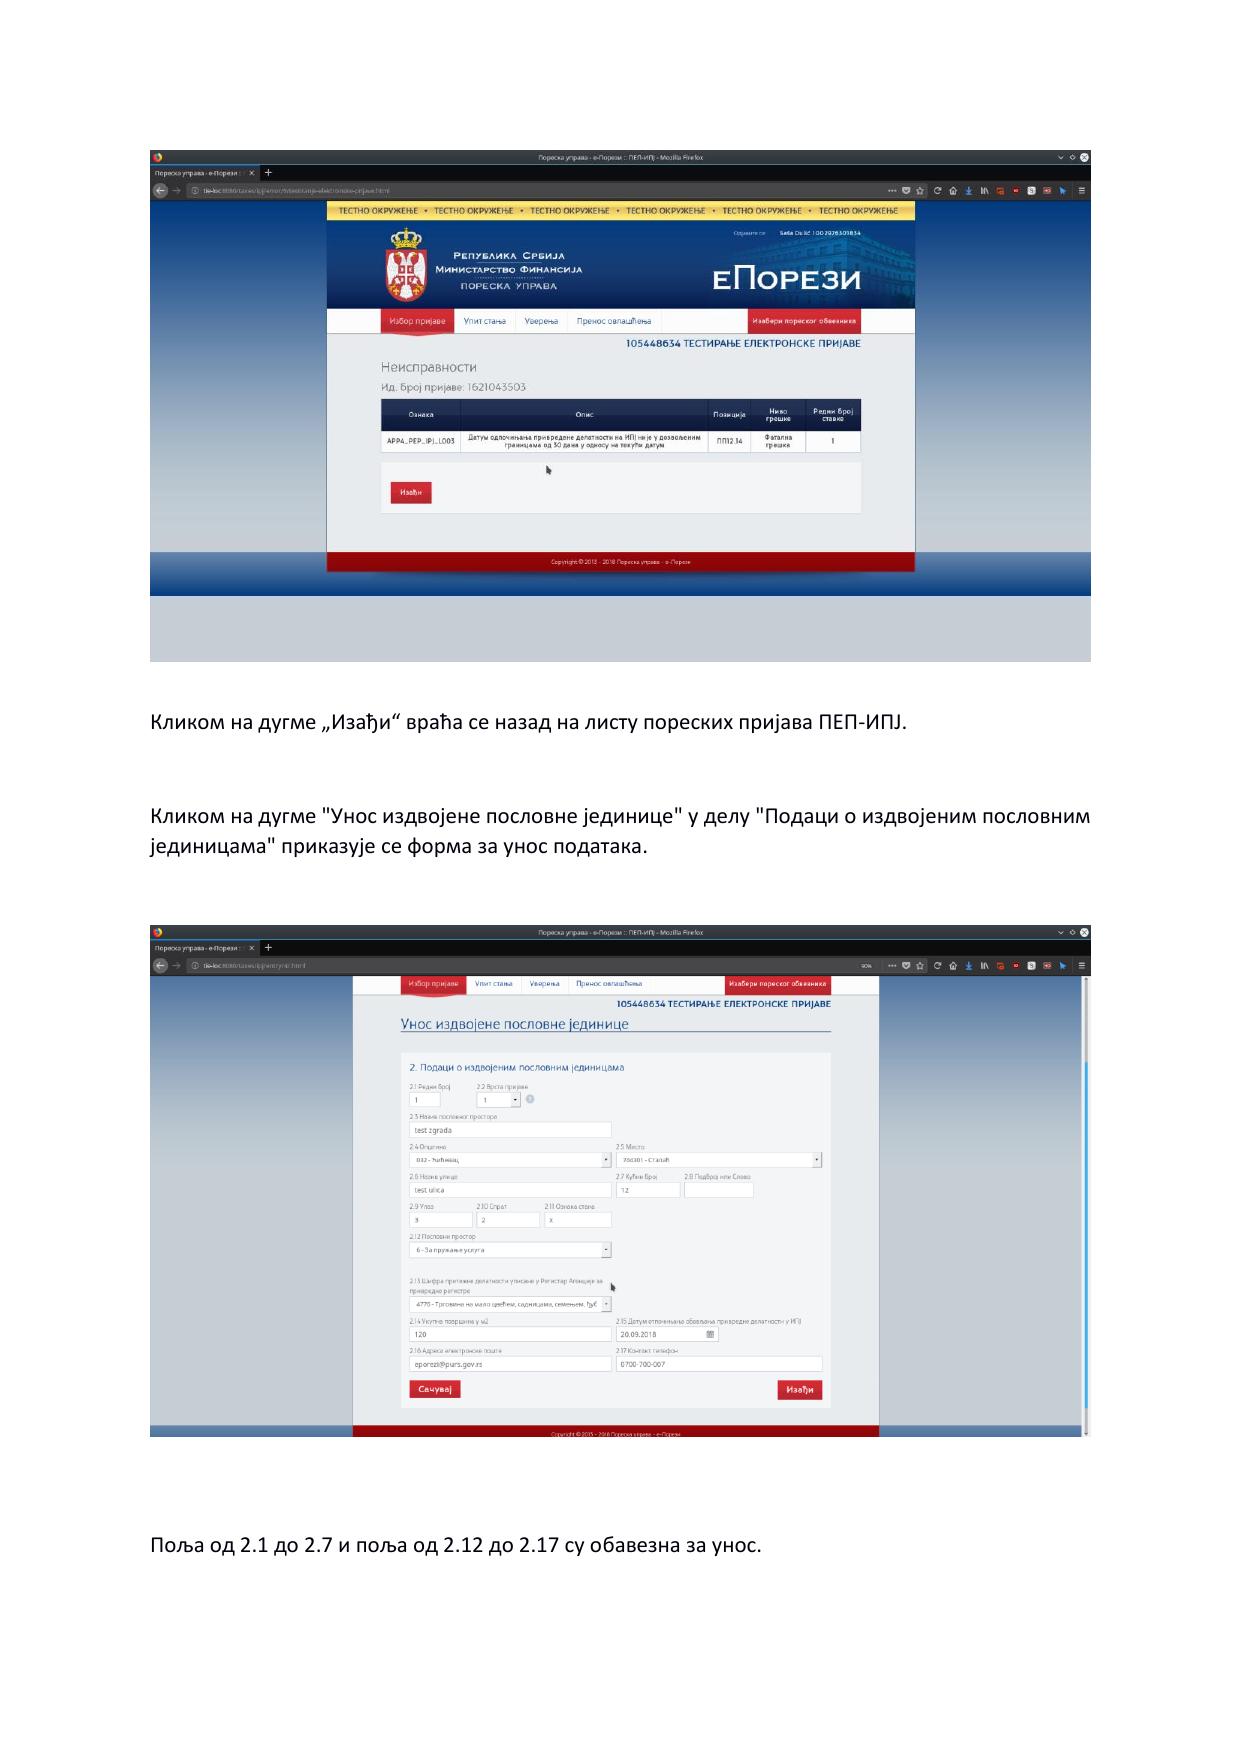 Пореска управа - е-Порези :: ПЕП-ИПЈ - Mozilla Firefox
Пореска управа - е-Порези ::
ТЕСТНО ОКРУЖЕЊЕ • ТЕСТНО ОКРУЖЕЊЕ • ТЕСТНО ОКРУЖЕЊЕ • ТЕСТНО ОКРУЖЕЊЕ • ТЕСТНО ОКРУЖЕЊЕ • ТЕСТНО ОКРУЖЕЊЕ
Одјавите се
Република Србија
Министарство Финансија
ПОРЕСКА УПРАВА
еПорези
Избор пријаве Упит стања Уверења Пренос овлашћења Изабери пореског обвезника
105448634 ТЕСТИРАЊЕ ЕЛЕКТРОНСКЕ ПРИЈАВЕ
Неисправности
Ид. број пријаве: 1621043503
Ознака Опис Позиција Ниво грешке Редни број ставке
APPA_PEP_IPJ_L003 Датум одпочињања привредне делатности на ИПЈ није у дозвољеним границама од 30 дана у односу на текући датум ПП12.14 Фатална грешка 1
Изађи
Copyright © 2013 - 2018 Пореска управа - е-Порези
Кликом на дугме „Изађи“ враћа се назад на листу пореских пријава ПЕП-ИПЈ.
Кликом на дугме "Унос издвојене пословне јединице" у делу "Подаци о издвојеним пословним
јединицама" приказује се форма за унос података.
Пореска управа - е-Порези :: ПЕП-ИПЈ - Mozilla Firefox
Пореска управа - е-Порези ::
90%
Избор пријаве Упит стања Уверења Пренос овлашћења Изабери пореског обвезника
105448634 ТЕСТИРАЊЕ ЕЛЕКТРОНСКЕ ПРИЈАВЕ
Унос издвојене пословне јединице
2. Подаци о издвојеним пословним јединицама
2.1 Редни број 2.2 Врста пријаве
1 1
2.3 Назив пословног простора
test zgrada
2.4 Општина 2.5 Место
032 - Ћићевац - Сталаћ
2.6 Назив улице 2.7 Кућни број 2.8 Подброј или Слово
test ulica 12
2.9 Улаз 2.10 Спрат 2.11 Ознака стана
3 2 x
2.12 Пословни простор
6 - За пружање услуга
2.13 Шифра претежне делатности уписане у Регистар Агенције за
привредне регистре
4776 - Трговина на мало цвећем, садницама, семењем, ђуб
2.14 Укупна површина у м2 2.15 Датум отпочињања обављања привредне делатности у ИПЈ
120 20.09.2018
2.16 Адреса електронске поште 2.17 Контакт телефон
eporezi@purs.gov.rs 0700-700-007
Сачувај Изађи
Copyright © 2013 - 2018 Пореска управа - е-Порези
Поља од 2.1 до 2.7 и поља од 2.12 до 2.17 су обавезна за унос.